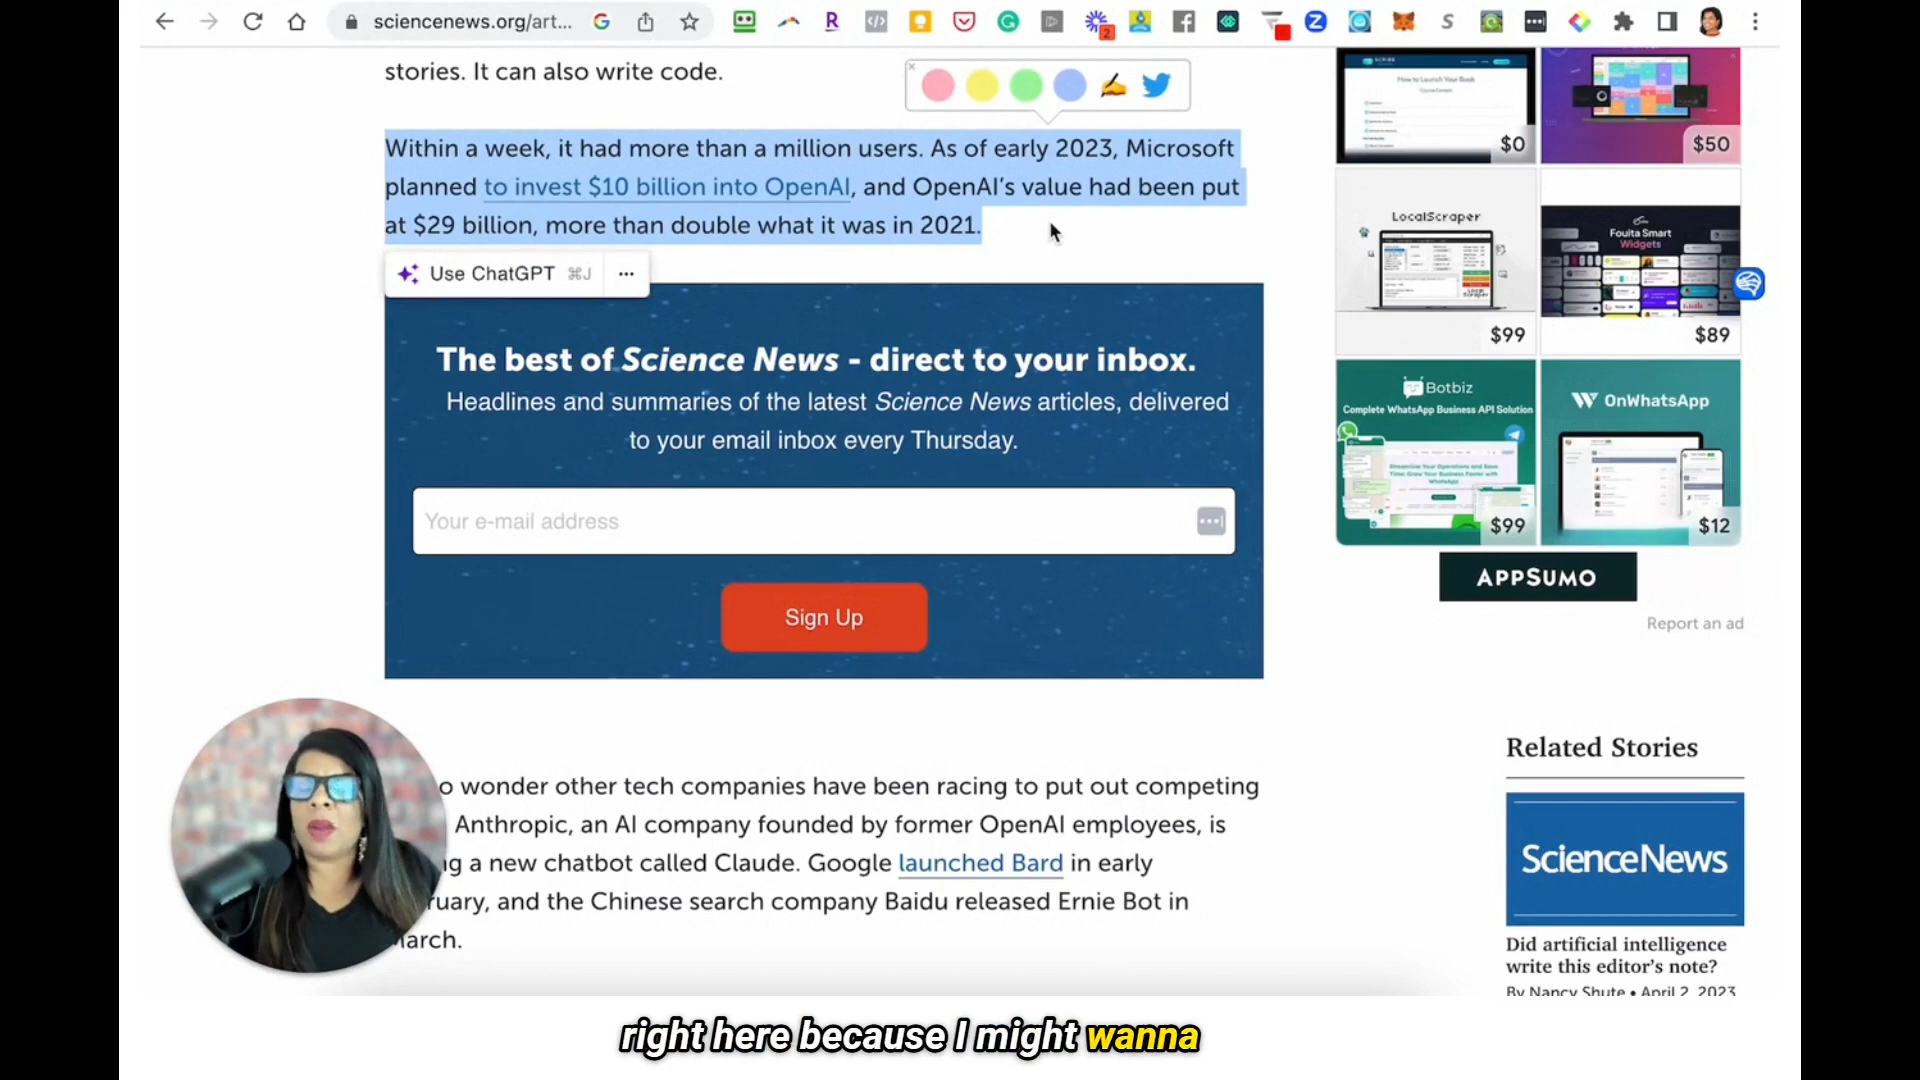 sciencenews.org/art...
stories. It can also write code.
Within a week, it had more than a million users. As of early 2023, Microsoft
planned to invest $10 billion into OpenAI, and OpenAI's value had been put
at $29 billion, more than double what it was in 2021.
Use ChatGPT ⌘J ...
The best of Science News - direct to your inbox.
Headlines and summaries of the latest Science News articles, delivered
to your email inbox every Thursday.
Your e-mail address
Sign Up
o wonder other tech companies have been racing to put out competing
Anthropic, an AI company founded by former OpenAI employees, is
g a new chatbot called Claude. Google launched Bard in early
ruary, and the Chinese search company Baidu released Ernie Bot in
arch.
How to Launch Your Book
$0
$50
LocalScraper
$99
Fouita Smart
Widgets
$89
Botbiz
Complete WhatsApp Business API Solution
$99
OnWhatsApp
$12
APPSUMO
Report an ad
Related Stories
ScienceNews
Did artificial intelligence
write this editor's note?
By Nancy Shute • April 2, 2023
right here because I might wanna